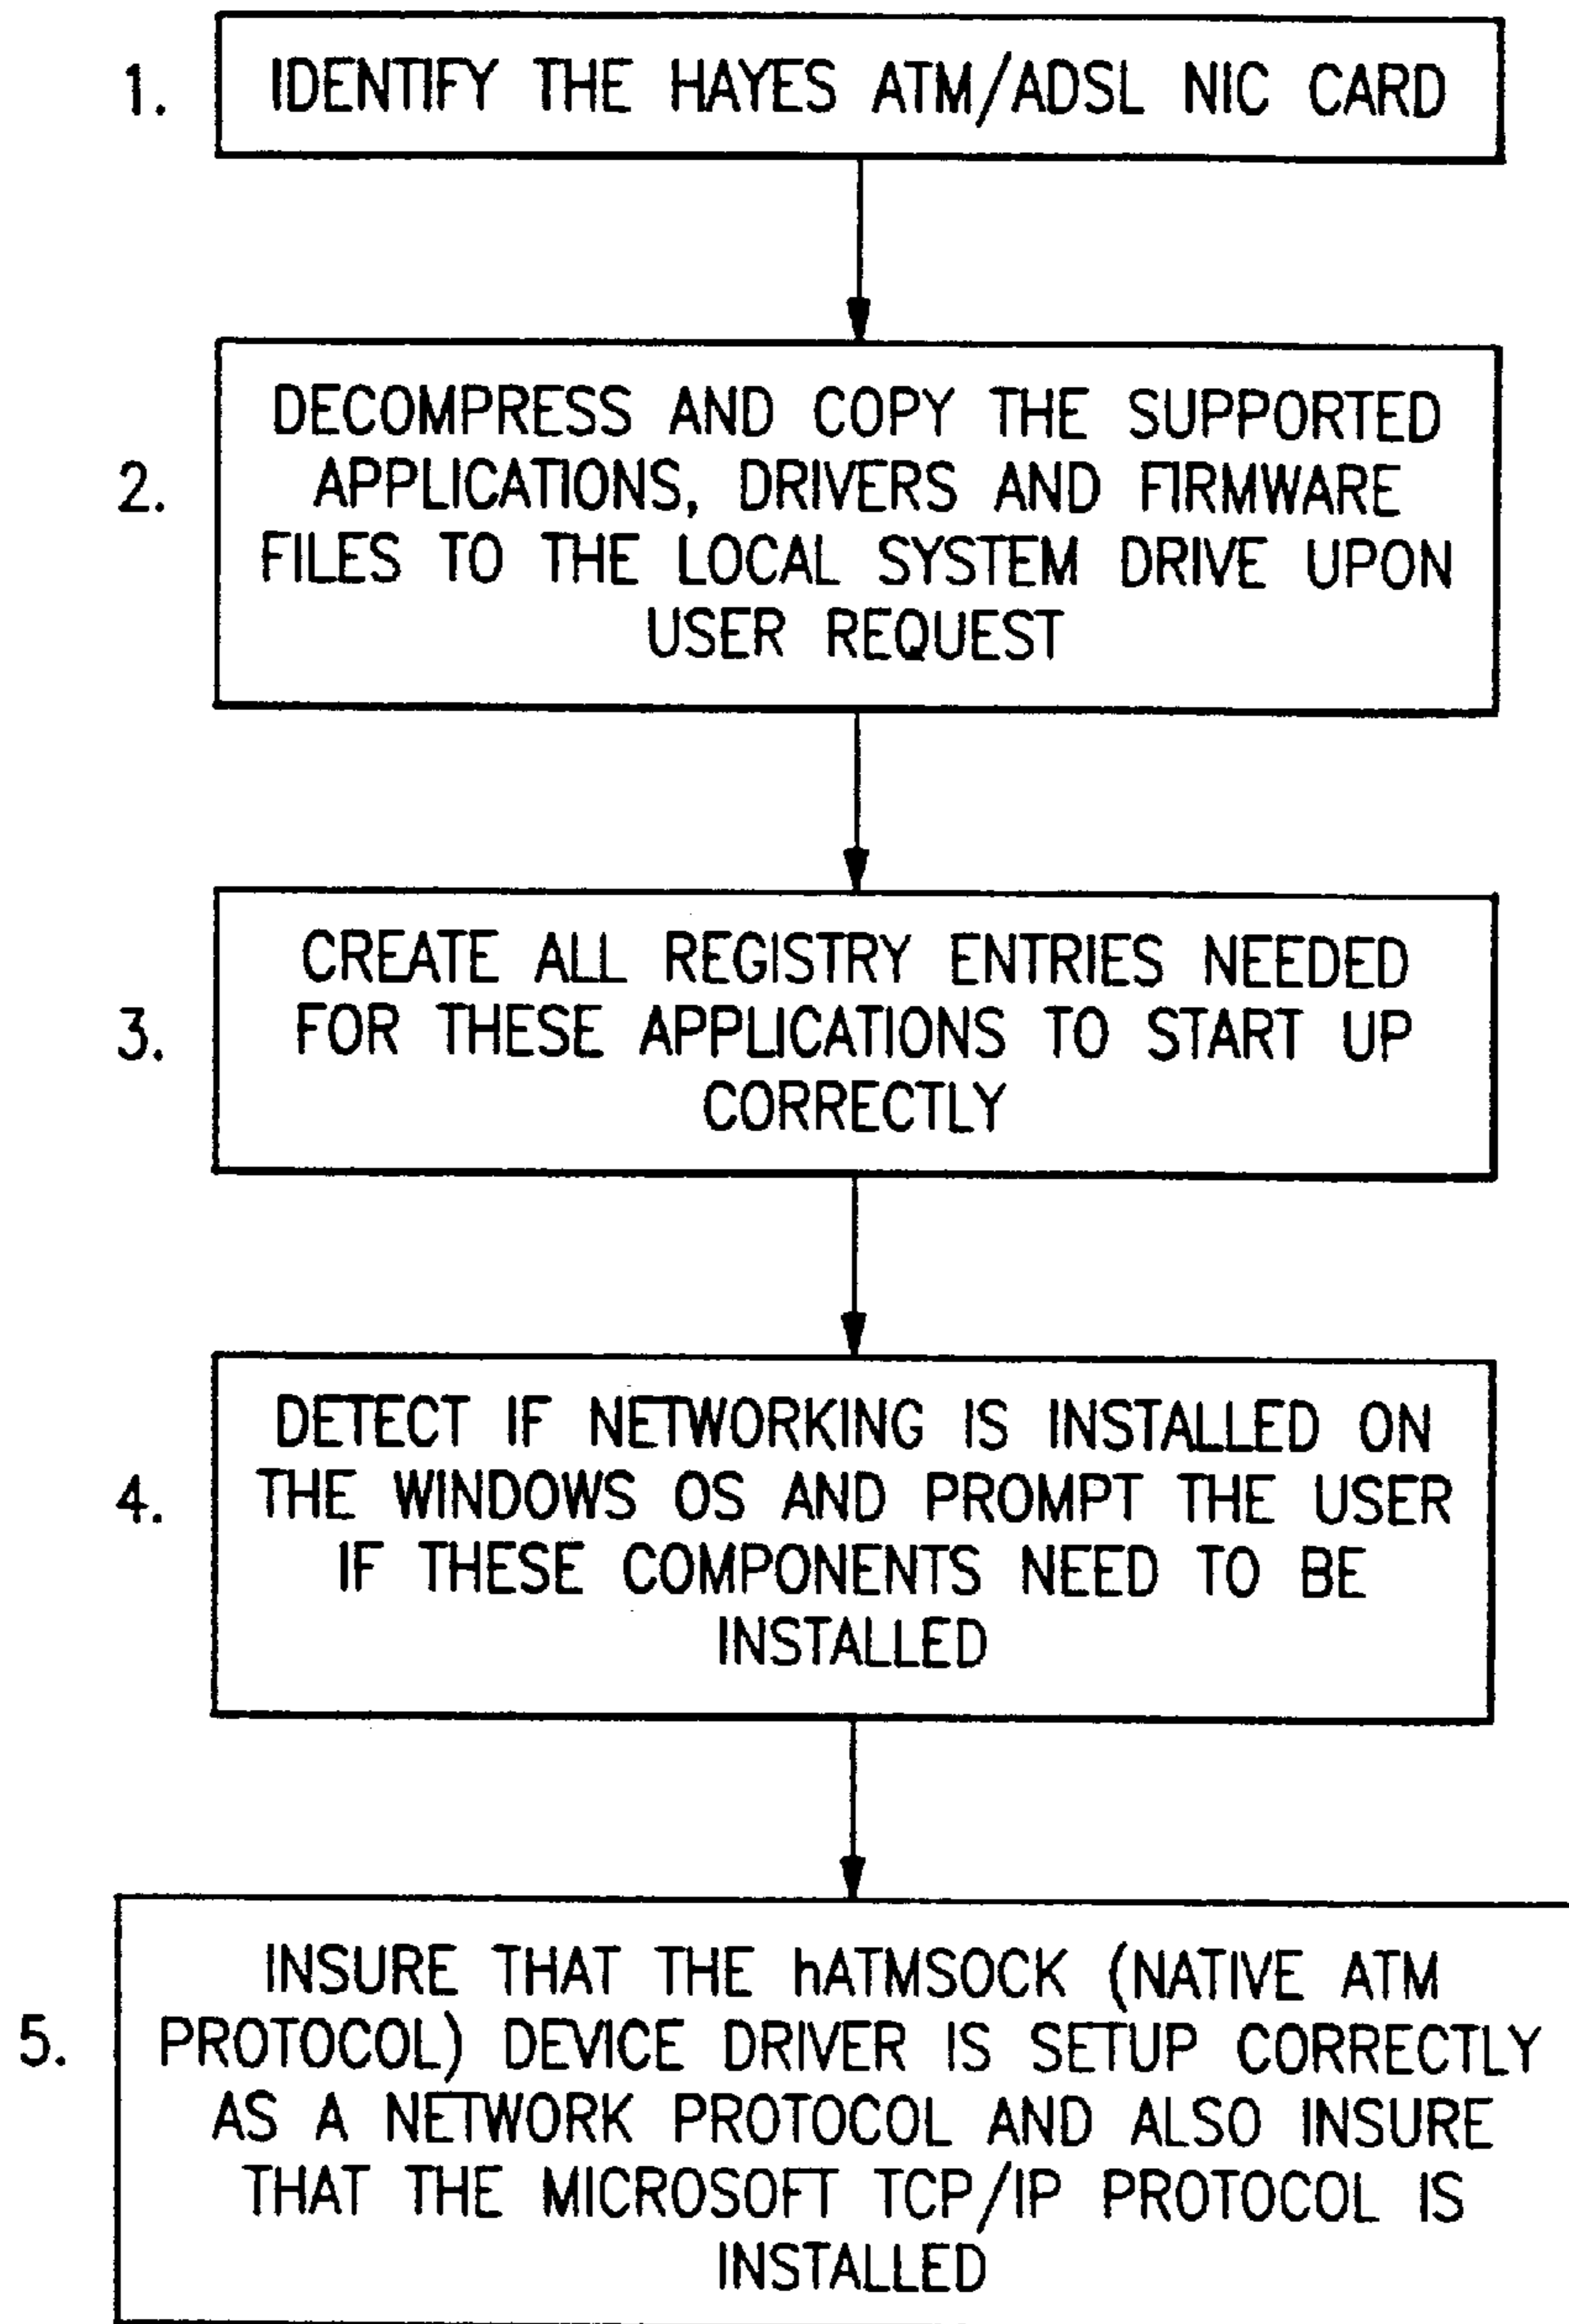 1. IDENTIFY THE HAYES ATM/ADSL NIC CARD
DECOMPRESS AND COPY THE SUPPORTED
2. APPLICATIONS, DRIVERS AND FIRMWARE
FILES TO THE LOCAL SYSTEM DRIVE UPON
USER REQUEST
CREATE ALL REGISTRY ENTRIES NEEDED
3. FOR THESE APPLICATIONS TO START UP
CORRECTLY
DETECT IF NETWORKING IS INSTALLED ON
4. THE WINDOWS OS AND PROMPT THE USER
IF THESE COMPONENTS NEED TO BE
INSTALLED
INSURE THAT THE hATMSOCK (NATIVE ATM
5. PROTOCOL) DEVICE DRIVER IS SETUP CORRECTLY
AS A NETWORK PROTOCOL AND ALSO INSURE
THAT THE MICROSOFT TCP/IP PROTOCOL IS
INSTALLED